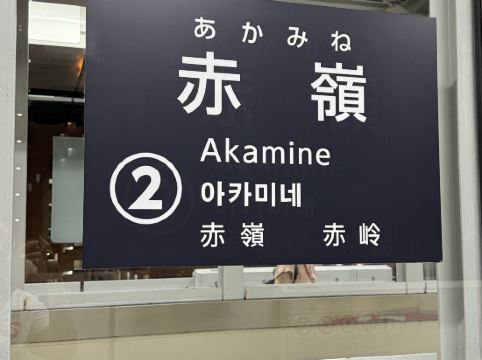 あかみね
赤嶺
Akamine
② 아카미네
赤嶺 赤岭